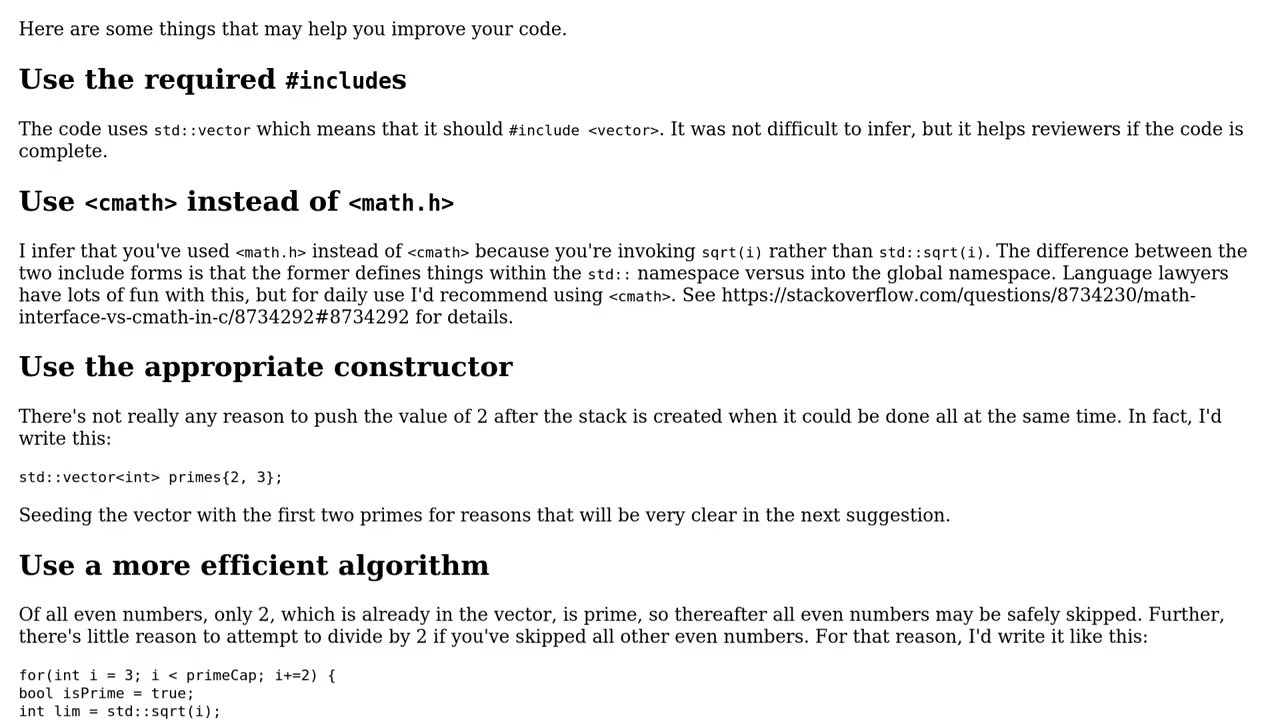 Here are some things that may help you improve your code.
Use the required #includes
The code uses std::vector which means that it should #include <vector>. It was not difficult to infer, but it helps reviewers if the code is
complete.
Use <cmath> instead of <math.h>
I infer that you've used <math.h> instead of <cmath> because you're invoking sqrt(i) rather than std::sqrt(i). The difference between the
two include forms is that the former defines things within the std:: namespace versus into the global namespace. Language lawyers
have lots of fun with this, but for daily use I'd recommend using <cmath>. See https://stackoverflow.com/questions/8734230/math-
interface-vs-cmath-in-c/8734292#8734292 for details.
Use the appropriate constructor
There's not really any reason to push the value of 2 after the stack is created when it could be done all at the same time. In fact, I'd
write this:
std::vector<int> primes{2, 3};
Seeding the vector with the first two primes for reasons that will be very clear in the next suggestion.
Use a more efficient algorithm
Of all even numbers, only 2, which is already in the vector, is prime, so thereafter all even numbers may be safely skipped. Further,
there's little reason to attempt to divide by 2 if you've skipped all other even numbers. For that reason, I'd write it like this:
for(int i = 3; i < primeCap; i+=2) {
bool isPrime = true;
int lim = std::sqrt(i);